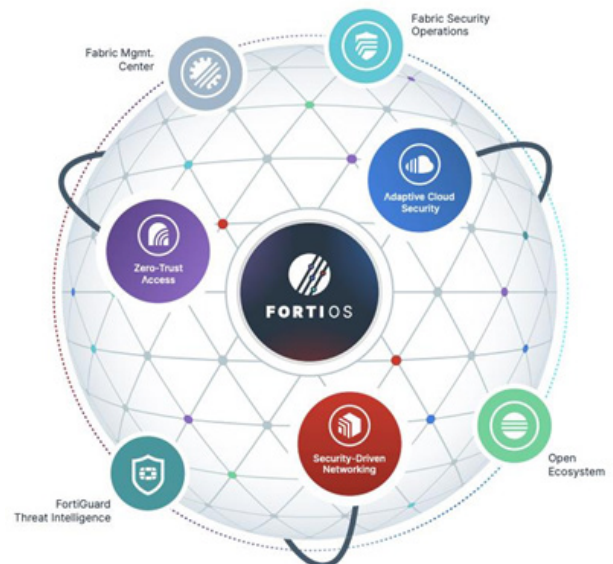 Fabric Security
Operations
Fabric Mgmt.
Center
Adaptive Cloud
Security
Zero-Trust
Access
FORTIOS
Security-Driven
Networking
Open
Ecosystem
FortiGuard
Threat Intelligence